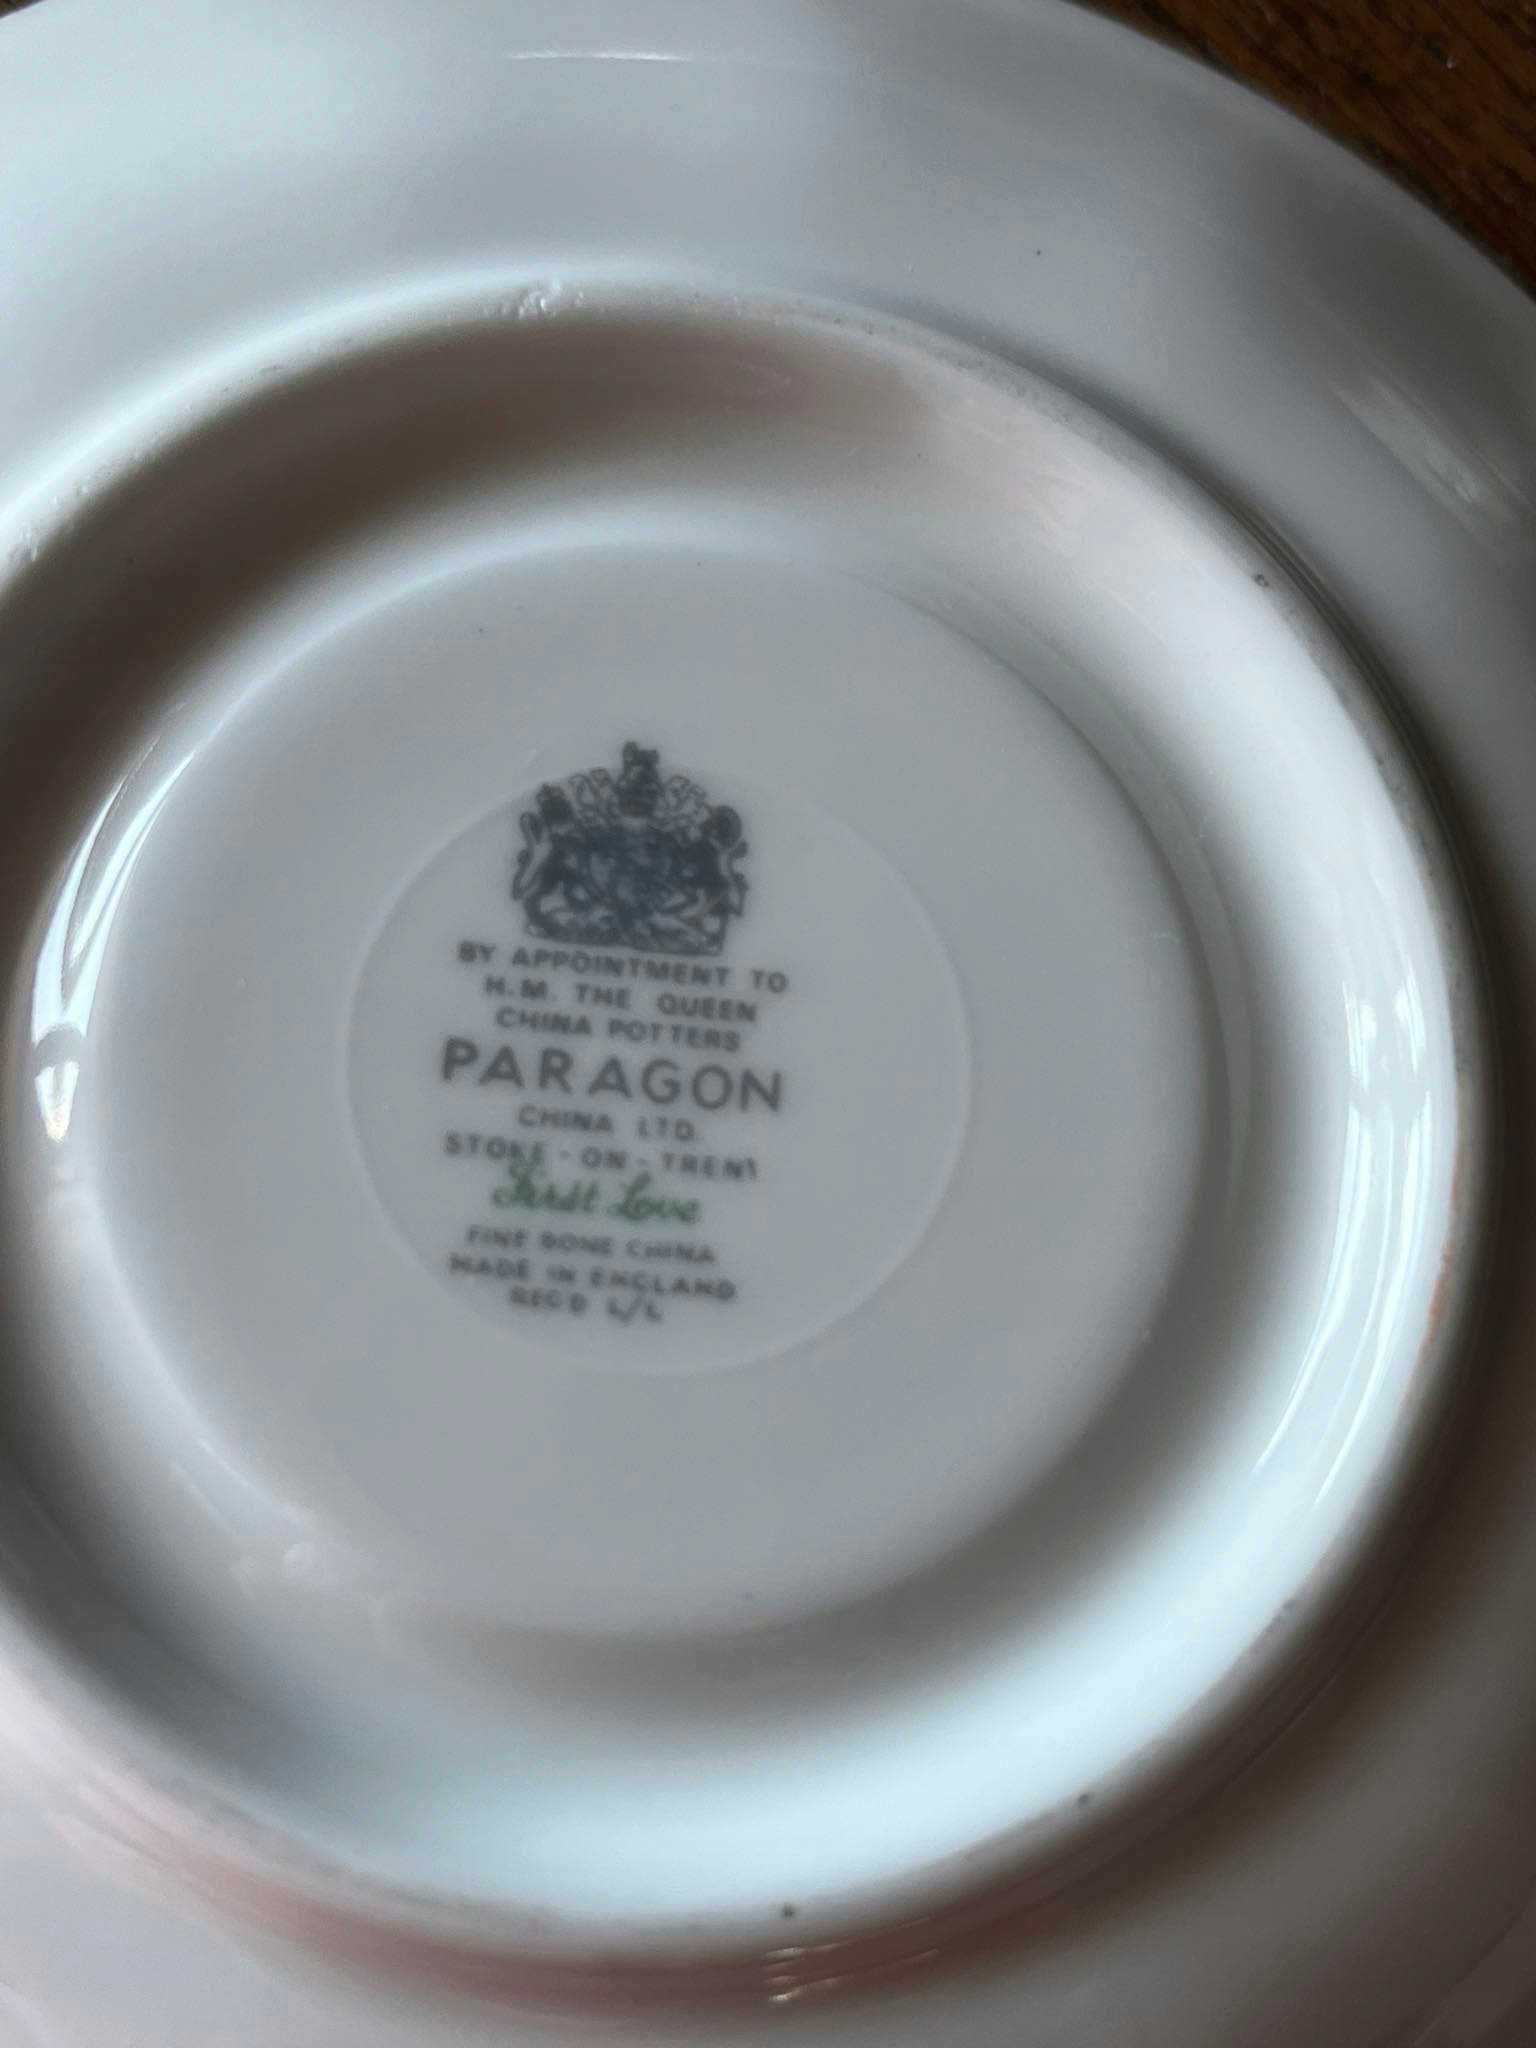 BY APPOINTMENT TO
H.M. THE QUEEN
CHINA POTTERS
PARAGON
CHINA LTD.
STOKE - ON - TRENT
First Love
FINE BONE CHINA
MADE IN ENGLAND
REG'D